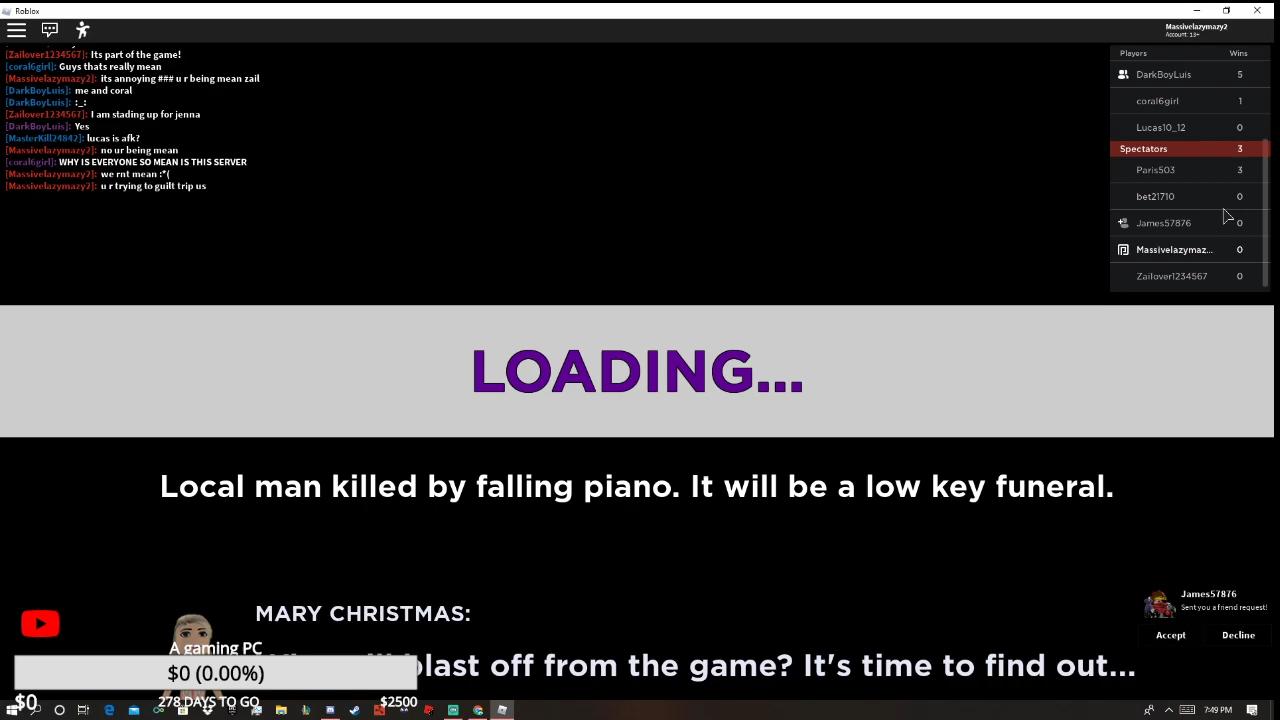 Roblox
Massivelazymazy2
Account: 13+
[Zailover1234567]: Its part of the game!
[coral6girl]: Guys thats really mean
[Massivelazymazy2]: its annoying ### u r being mean zail
[DarkBoyLuis]: me and coral
[DarkBoyLuis]: :_:
[Zailover1234567]: I am stading up for jenna
[DarkBoyLuis]: Yes
[MasterKill24842]: lucas is afk?
[Massivelazymazy2]: no ur being mean
[coral6girl]: WHY IS EVERYONE SO MEAN IS THIS SERVER
[Massivelazymazy2]: we rnt mean :*(
[Massivelazymazy2]: u r trying to guilt trip us
Players Wins
DarkBoyLuis 5
coral6girl 1
Lucas10_12 0
Spectators 3
Paris503 3
bet21710 0
James57876 0
Massivelazymaz... 0
Zailover1234567 0
LOADING...
Local man killed by falling piano. It will be a low key funeral.
MARY CHRISTMAS:
blast off from the game? It's time to find out...
James57876
Sent you a friend request!
Accept Decline
A gaming PC
$0 (0.00%)
$0 278 DAYS TO GO $2500
7:49 PM